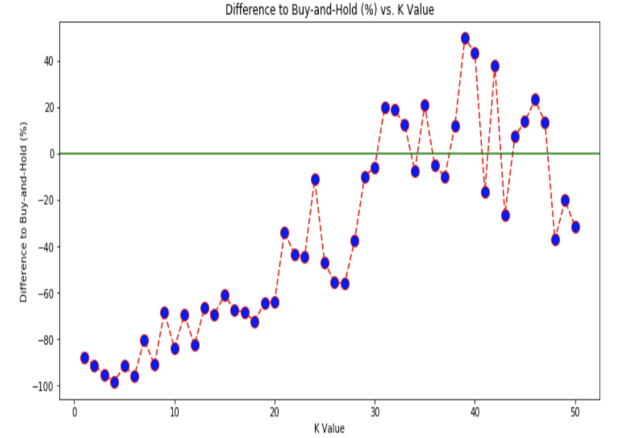 Difference to Buy-and-Hold (%) vs. K Value
Difference to Buy-and-Hold (%)
40
20
0
−20
−40
−60
−80
−100
0 10 20 30 40 50
K Value